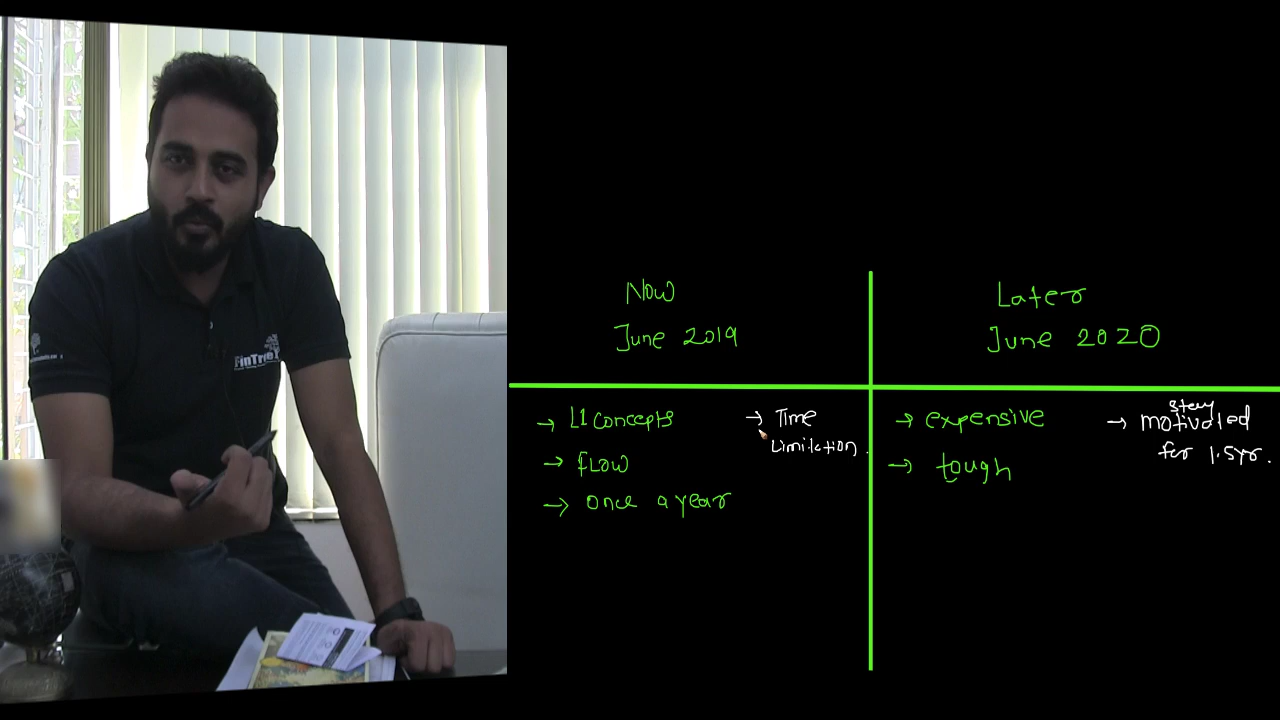 FinTree
Now
June 2019
Later
June 2020
→ L1 Concepts
→ Flow
→ once a year
→ Time
Limitation.
→ expensive
→ tough
→ stay
motivated
for 1.5yr.